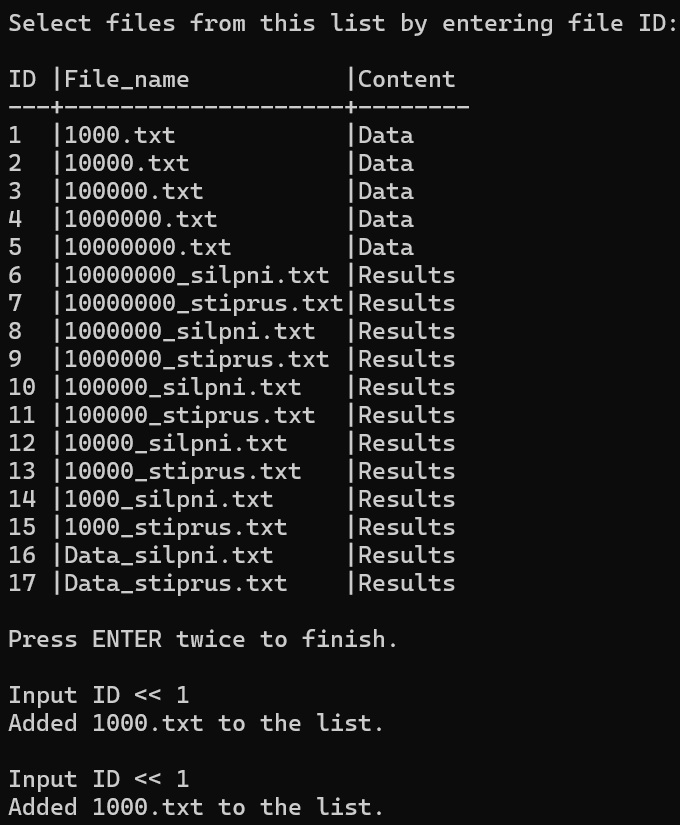 Select files from this list by entering file ID:
ID |File_name           |Content
---+--------------------+--------
1  |1000.txt            |Data
2  |10000.txt           |Data
3  |100000.txt          |Data
4  |1000000.txt         |Data
5  |10000000.txt        |Data
6  |10000000_silpni.txt |Results
7  |10000000_stiprus.txt|Results
8  |1000000_silpni.txt  |Results
9  |1000000_stiprus.txt |Results
10 |100000_silpni.txt   |Results
11 |100000_stiprus.txt  |Results
12 |10000_silpni.txt    |Results
13 |10000_stiprus.txt   |Results
14 |1000_silpni.txt     |Results
15 |1000_stiprus.txt    |Results
16 |Data_silpni.txt     |Results
17 |Data_stiprus.txt    |Results
Press ENTER twice to finish.
Input ID << 1
Added 1000.txt to the list.
Input ID << 1
Added 1000.txt to the list.